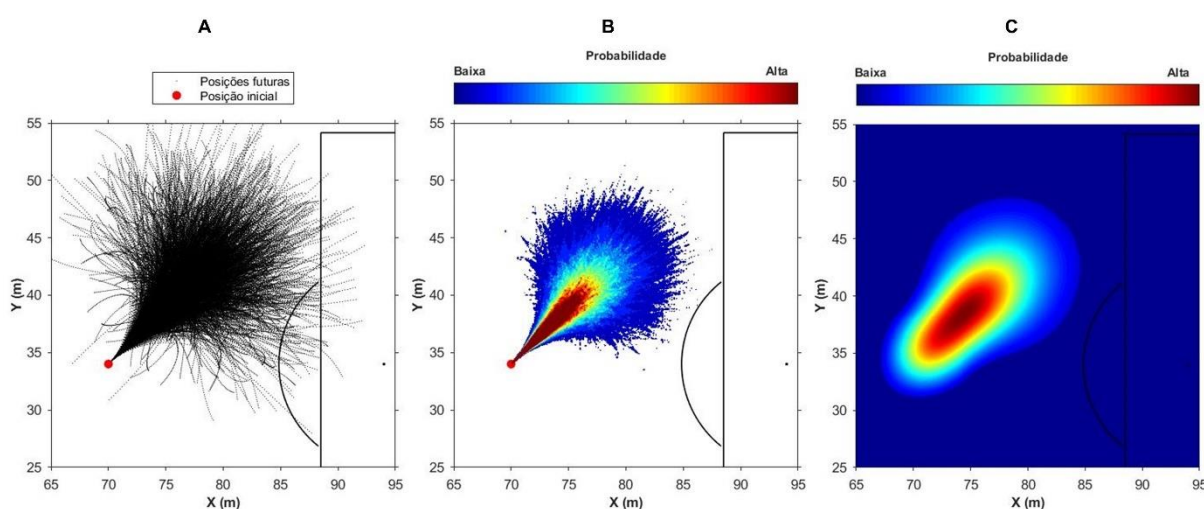 A
Posições futuras
Posição inicial
55
50
45
40
35
30
25
Y (m)
65 70 75 80 85 90 95
X (m)
B
Probabilidade
Baixa Alta
55
50
45
40
35
30
25
Y (m)
65 70 75 80 85 90 95
X (m)
C
Probabilidade
Baixa Alta
55
50
45
40
35
30
25
Y (m)
65 70 75 80 85 90 95
X (m)